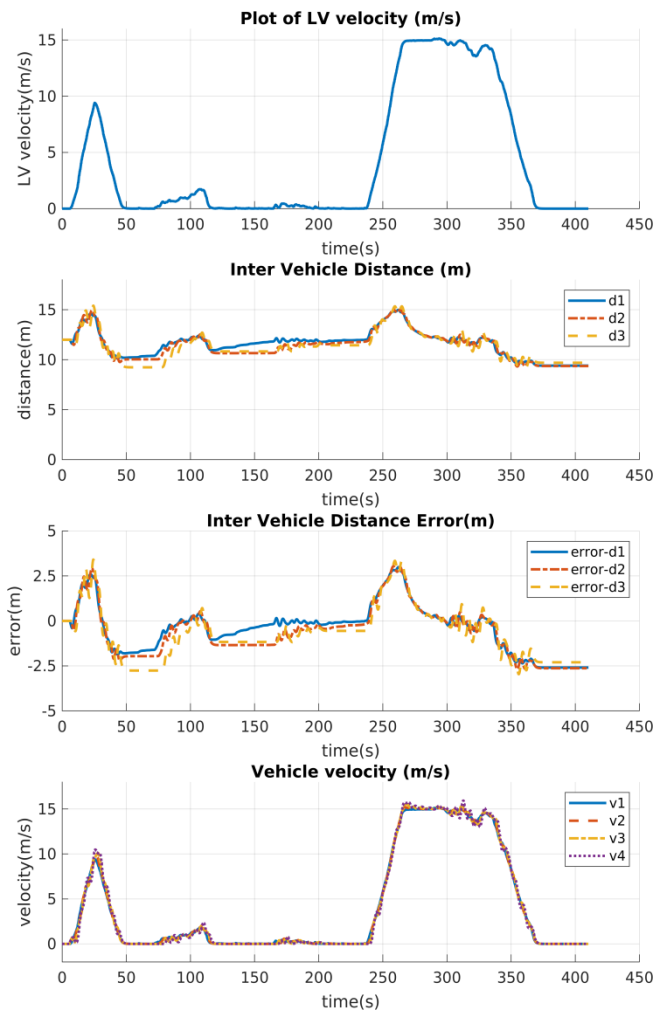 Plot of LV velocity (m/s)
15
10
5
0
LV velocity(m/s)
0 50 100 150 200 250 300 350 400 450
time(s)
Inter Vehicle Distance (m)
15
10
5
0
distance(m)
d1
d2
d3
0 50 100 150 200 250 300 350 400 450
time(s)
Inter Vehicle Distance Error(m)
5
2.5
0
-2.5
-5
error(m)
error-d1
error-d2
error-d3
0 50 100 150 200 250 300 350 400 450
time(s)
Vehicle velocity (m/s)
15
10
5
0
velocity(m/s)
v1
v2
v3
v4
0 50 100 150 200 250 300 350 400 450
time(s)